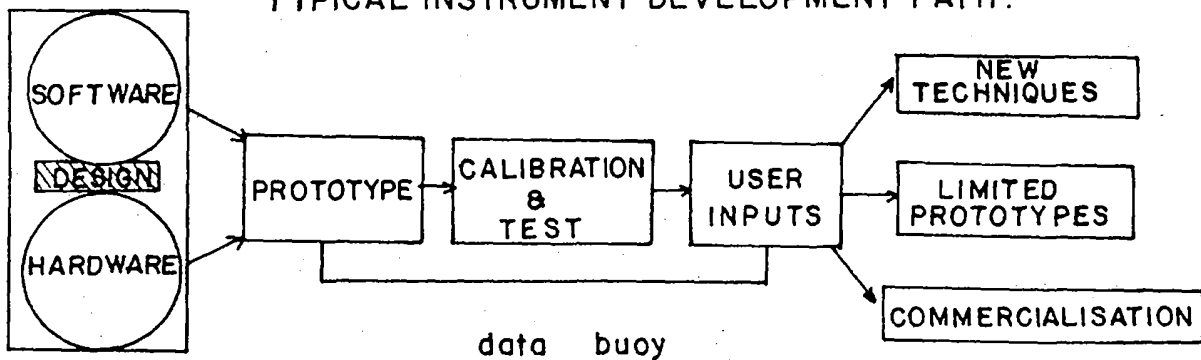 TYPICAL INSTRUMENT DEVELOPMENT PATH.
SOFTWARE
DESIGN
HARDWARE
PROTOTYPE
CALIBRATION
&
TEST
USER
INPUTS
NEW
TECHNIQUES
LIMITED
PROTOTYPES
COMMERCIALISATION
data buoy